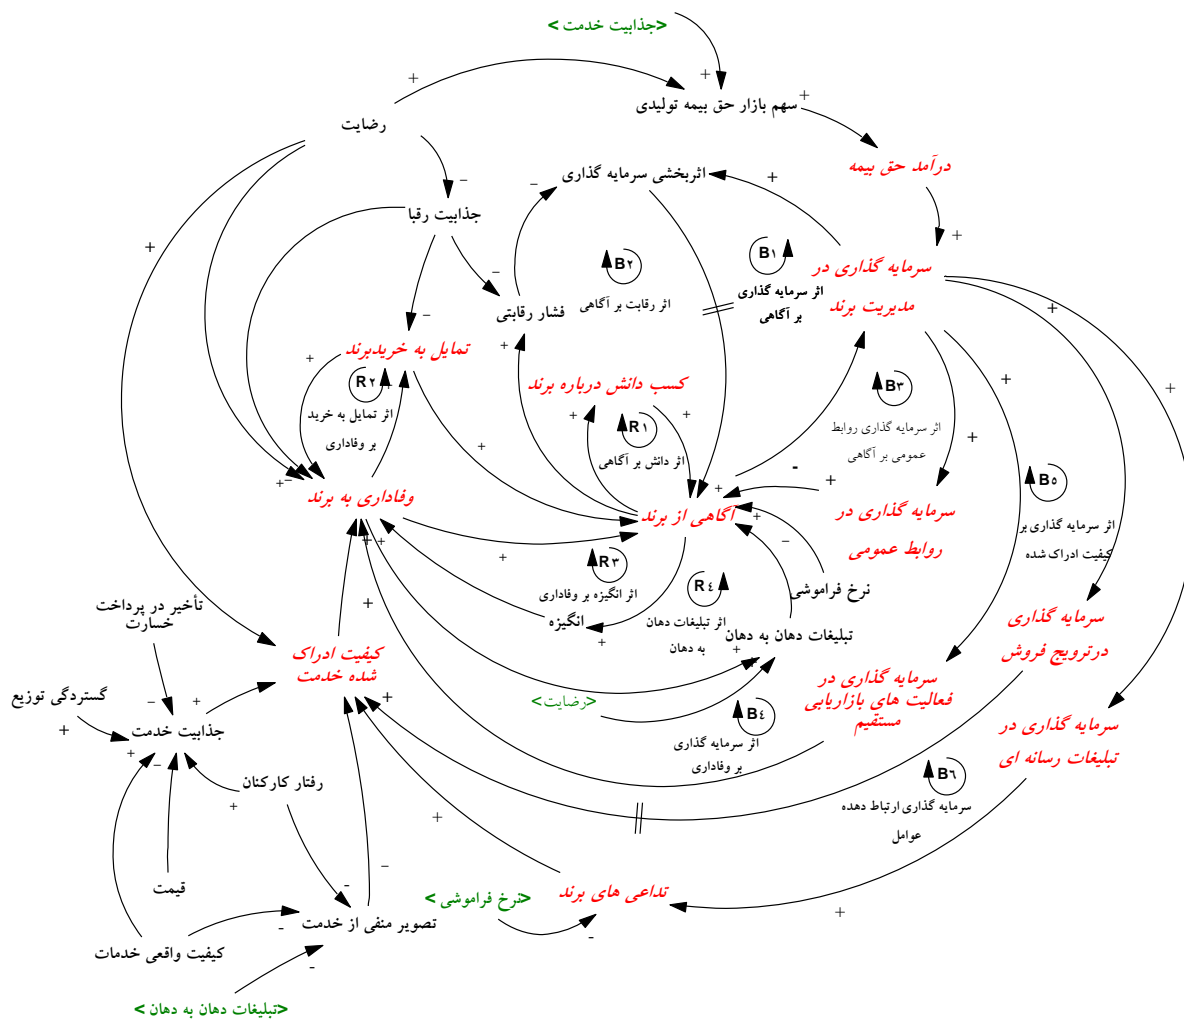 <جذابیت خدمت >
+
+
+
سهم بازار حق بیمه تولیدی
رضایت
درآمد حق بیمه
اثربخشی سرمایه گذاری
+
–
–
جذابیت رقبا
+
+
سرمایه گذاری در
مدیریت برند
B۱
اثر سرمایه گذاری
بر آگاهی
B۲
اثر رقابت بر آگاهی
–
–
فشار رقابتی
+
+
تمایل به خریدبرند
+
+
R۲
اثر تمایل به خرید
بر وفاداری
کسب دانش درباره برند
+
+
R۱
اثر دانش بر آگاهی
B۳
اثر سرمایه گذاری روابط
عمومی بر آگاهی
+
+
+
+
B۵
اثر سرمایه گذاری بر
کیفیت ادراک شده
-
+
+
+–
وفاداری به برند
آگاهی از برند
+
–
سرمایه گذاری در
روابط عمومی
++
+
R۳
اثر انگیزه بر وفاداری
R٤
اثر تبلیغات دهان
به دهان
نرخ فراموشی
انگیزه
+
تبلیغات دهان به دهان
+
+
سرمایه گذاری
درترویج فروش
تأخیر در پرداخت
خسارت
+
کیفیت ادراک
شده خدمت
+
سرمایه گذاری در
فعالیت های بازاریابی
مستقیم
گستردگی توزیع
–
+
<رضایت>
B٤
اثر سرمایه گذاری
بر وفاداری
سرمایه گذاری در
تبلیغات رسانه ای
+
جذابیت خدمت
+
–
رفتار کارکنان
+
B٦
سرمایه گذاری ارتباط دهده
عوامل
+
–
قیمت
-
<نرخ فراموشی >
تداعی های برند
+
تصویر منفی از خدمت
-
-
کیفیت واقعی خدمات
-
<تبلیغات دهان به دهان >